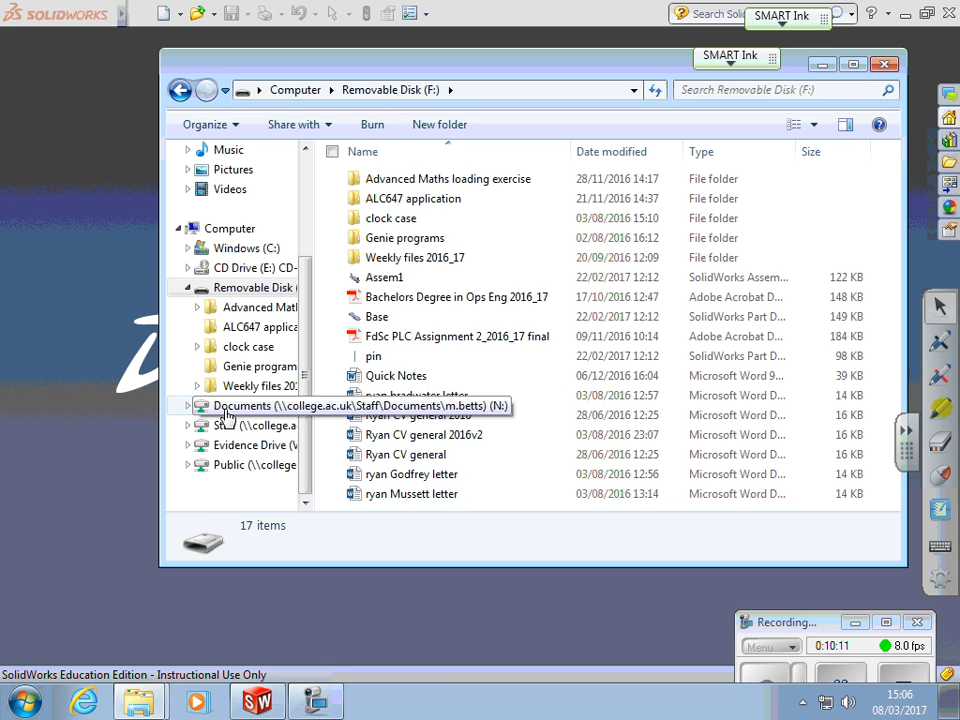 SOLIDWORKS
Search Soli
SMART Ink
SMART Ink
Computer
Removable Disk (F:)
Search Removable Disk (F:)
Organize
Share with
Burn
New folder
Music
Pictures
Videos
Computer
Windows (C:)
CD Drive (E:) CD-
Removable Disk (
Advanced Mat
ALC647 applica
clock case
Genie program
Weekly files 201
Documents (\\college.ac.uk\Staff\Documents\m.betts) (N:)
(\\college.a
Evidence Drive (V
Public (\\college
Name
Date modified
Type
Size
Advanced Maths loading exercise 28/11/2016 14:17 File folder
ALC647 application 21/11/2016 14:37 File folder
clock case 03/08/2016 15:10 File folder
Genie programs 02/08/2016 16:12 File folder
Weekly files 2016_17 20/09/2016 12:09 File folder
Assem1 22/02/2017 12:12 SolidWorks Assem... 122 KB
Bachelors Degree in Ops Eng 2016_17 17/10/2016 12:47 Adobe Acrobat D... 148 KB
Base 22/02/2017 12:12 SolidWorks Part D... 149 KB
FdSc PLC Assignment 2_2016_17 final 09/11/2016 10:14 Adobe Acrobat D... 184 KB
pin 22/02/2017 12:12 SolidWorks Part D... 98 KB
Quick Notes 06/12/2016 16:04 Microsoft Word 9... 39 KB
ryan bradwater letter 03/08/2016 12:57 Microsoft Word D... 14 KB
Ryan CV general 2016 28/06/2016 12:25 Microsoft Word D... 16 KB
Ryan CV general 2016v2 03/08/2016 23:07 Microsoft Word D... 16 KB
Ryan CV general 28/06/2016 12:25 Microsoft Word D... 16 KB
ryan Godfrey letter 03/08/2016 12:56 Microsoft Word D... 14 KB
ryan Mussett letter 03/08/2016 13:14 Microsoft Word D... 14 KB
17 items
Recording...
Menu
0:10:11
8.0 fps
SolidWorks Education Edition - Instructional Use Only
15:06
08/03/2017